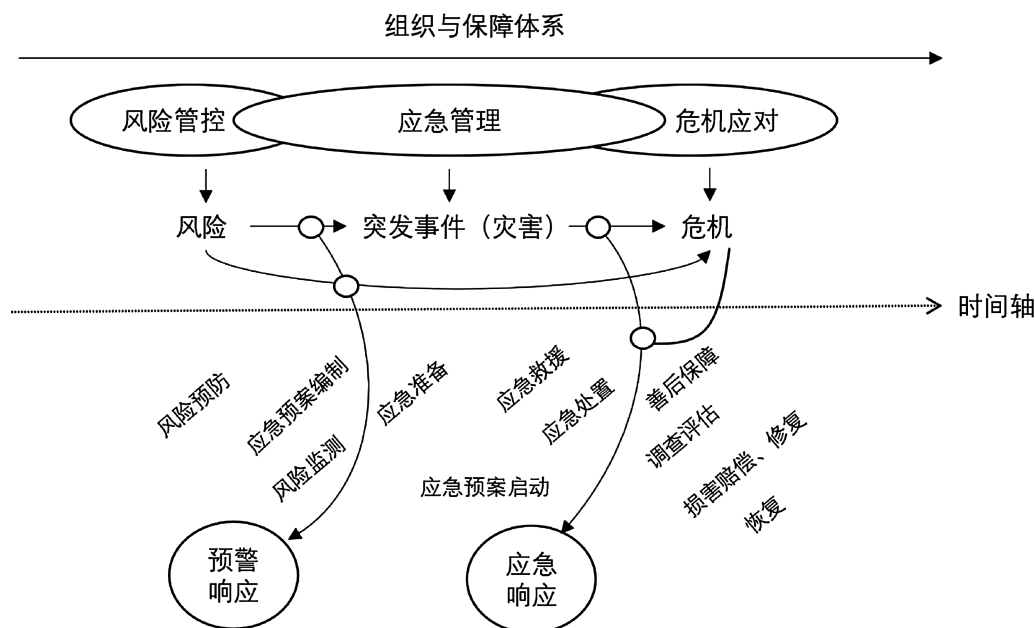 组织与保障体系
风险管控
应急管理
危机应对
风险
突发事件（灾害）
危机
时间轴
风险预防
应急预案编制
风险监测
应急准备
应急救援
应急处置
善后保障
调查评估
损害赔偿、修复
恢复
应急预案启动
预警
响应
应急
响应